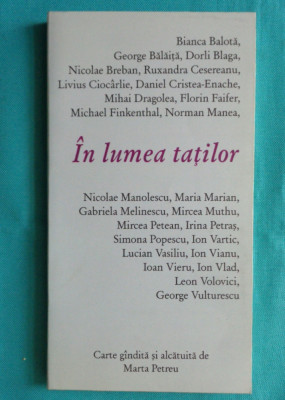 Bianca Balotă,
George Bălăiță, Dorli Blaga,
Nicolae Breban, Ruxandra Cesereanu,
Livius Ciocârlie, Daniel Cristea-Enache,
Mihai Dragolea, Florin Faifer,
Michael Finkenthal, Norman Manea,
În lumea taților
Nicolae Manolescu, Maria Marian,
Gabriela Melinescu, Mircea Muthu,
Mircea Petean, Irina Petraș,
Simona Popescu, Ion Vartic,
Lucian Vasiliu, Ion Vianu,
Ioan Vieru, Ion Vlad,
Leon Volovici,
George Vulturescu
Carte gîndită și alcătuită de
Marta Petreu